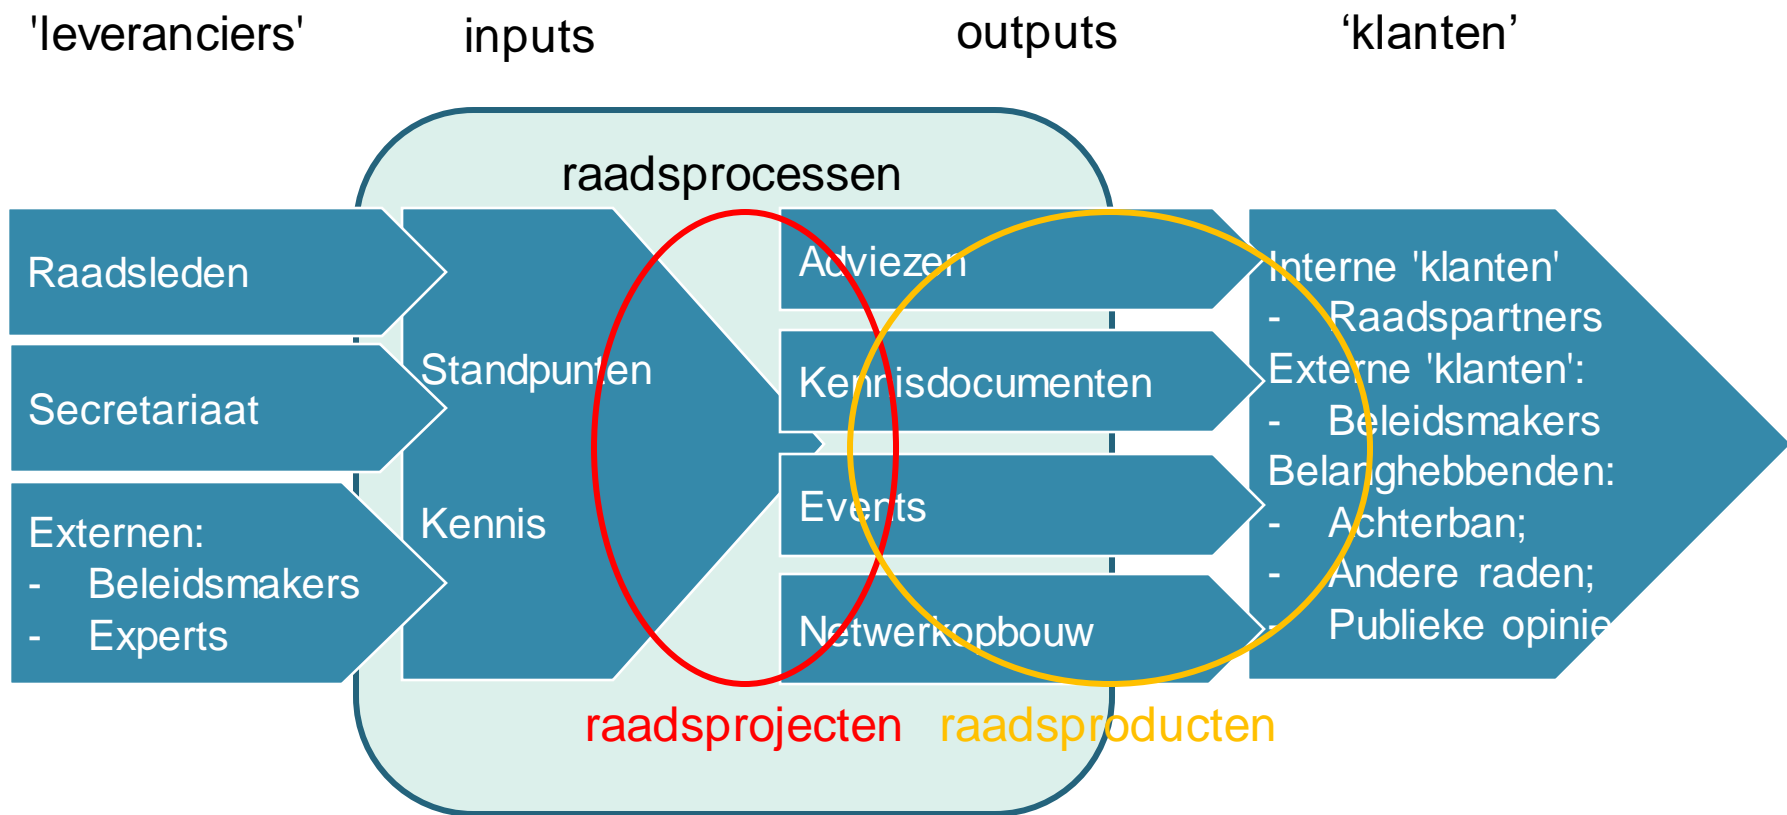 'leveranciers'
inputs
outputs
‘klanten’
raadsprocessen
Raadsleden
Secretariaat
Externen:
- Beleidsmakers
- Experts
Standpunten
Kennis
Adviezen
Kennisdocumenten
Events
Netwerkopbouw
Interne 'klanten'
- Raadspartners
Externe 'klanten':
- Beleidsmakers
Belanghebbenden:
- Achterban;
- Andere raden;
- Publieke opinie
raadsprojecten
raadsproducten